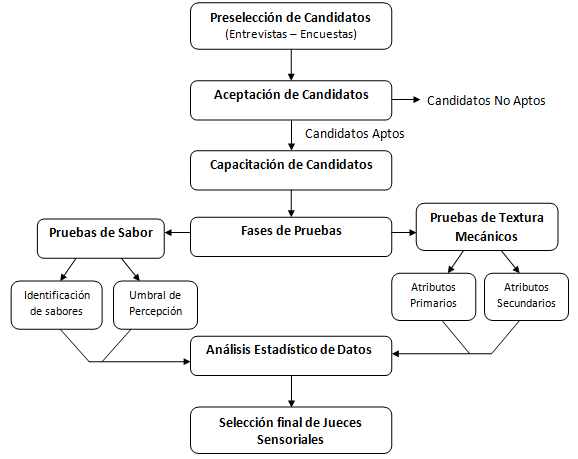 Preselección de Candidatos
(Entrevistas – Encuestas)
Aceptación de Candidatos
Candidatos No Aptos
Candidatos Aptos
Capacitación de Candidatos
Pruebas de Sabor
Fases de Pruebas
Pruebas de Textura
Mecánicos
Identificación
de sabores
Umbral de
Percepción
Atributos
Primarios
Atributos
Secundarios
Análisis Estadístico de Datos
Selección final de Jueces
Sensoriales